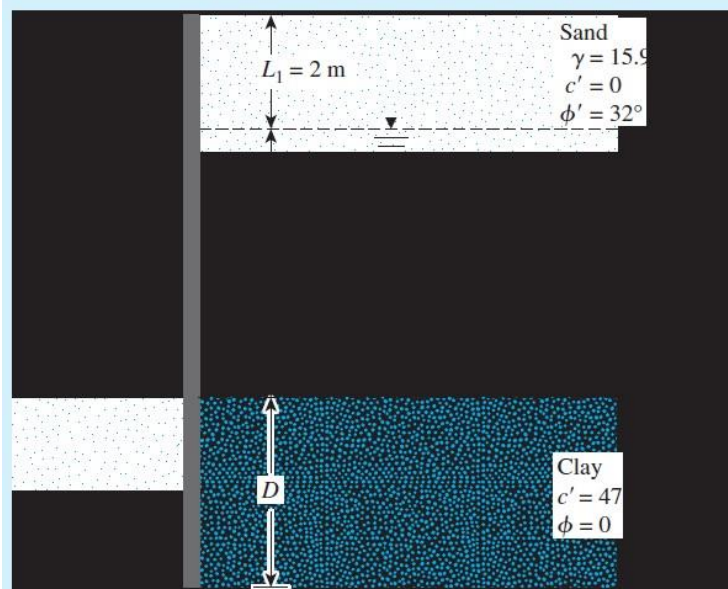 Sand
γ = 15.9
L₁ = 2 m
c′ = 0
ϕ′ = 32°
Clay
c′ = 47
D
ϕ = 0